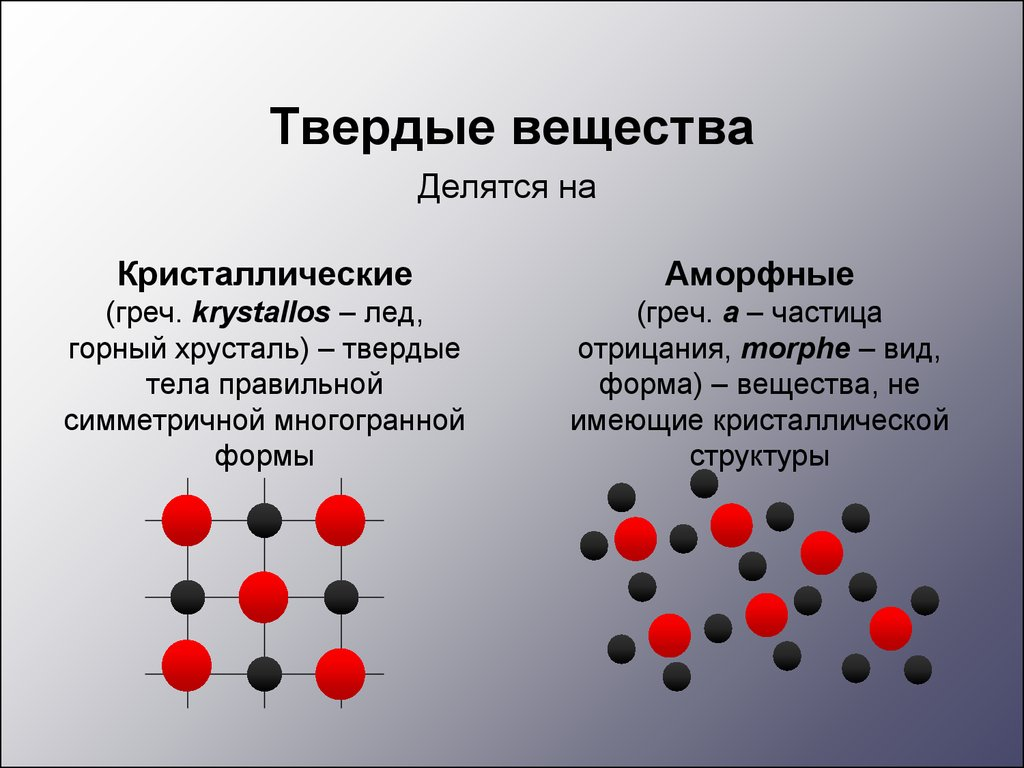 Твердые вещества
Делятся на
Кристаллические
(греч. krystallos – лед,
горный хрусталь) – твердые
тела правильной
симметричной многогранной
формы
Аморфные
(греч. a – частица
отрицания, morphe – вид,
форма) – вещества, не
имеющие кристаллической
структуры